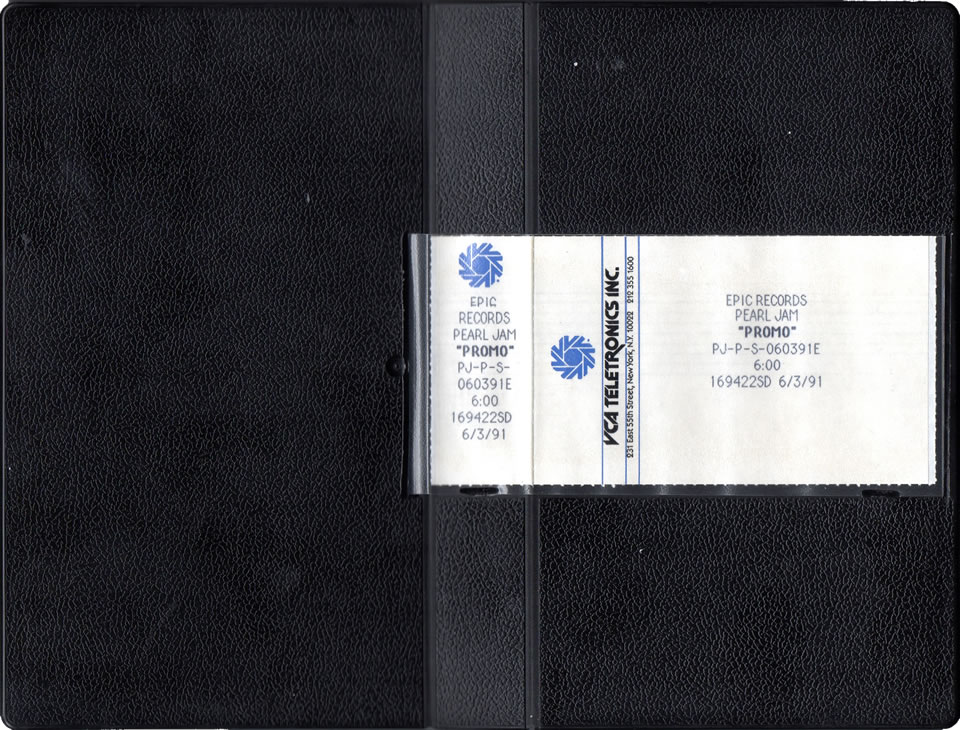 EPIC
RECORDS
PEARL JAM
"PROMO"
PJ-P-S-
060391E
6:00
169422SD
6/3/91
VCA TELETRONICS INC.
231 East 55th Street, New York, N.Y. 10022 212 355 1600
EPIC RECORDS
PEARL JAM
"PROMO"
PJ-P-S-060391E
6:00
169422SD 6/3/91